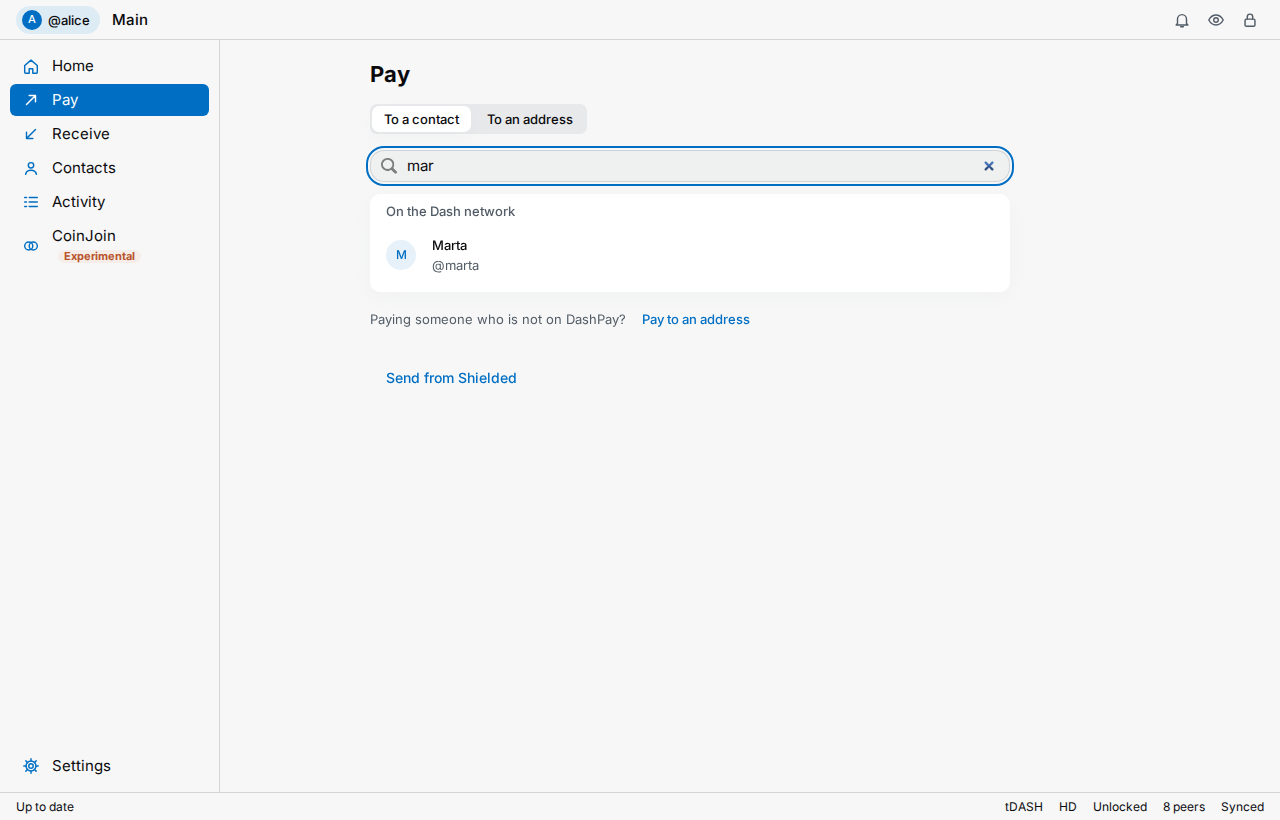 A @alice Main
Home
Pay
Receive
Contacts
Activity
CoinJoin
Experimental
Settings
Pay
To a contact To an address
mar
On the Dash network
M
Marta
@marta
Paying someone who is not on DashPay? Pay to an address
Send from Shielded
Up to date tDASH HD Unlocked 8 peers Synced